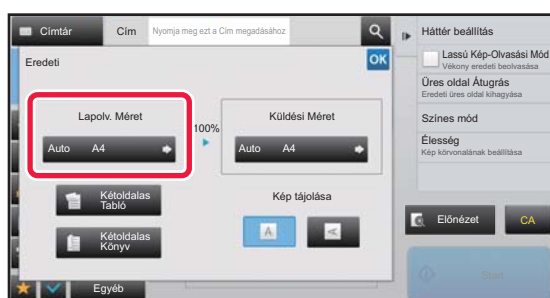 Címtár
Cím
Nyomja meg ezt a Cím megadásához
Eredeti
OK
Lapolv. Méret
Auto A4
100%
Küldési Méret
Auto A4
Kétoldalas
Tabló
Kétoldalas
Könyv
Kép tájolása
A
A
Egyéb
Háttér beállítás
Lassú Kép-Olvasási Mód
Vékony eredeti beolvasása
Üres oldal Átugrás
Eredeti üres oldal kihagyása
Színes mód
Élesség
Kép körvonalának beállítása
Előnézet
CA
Start